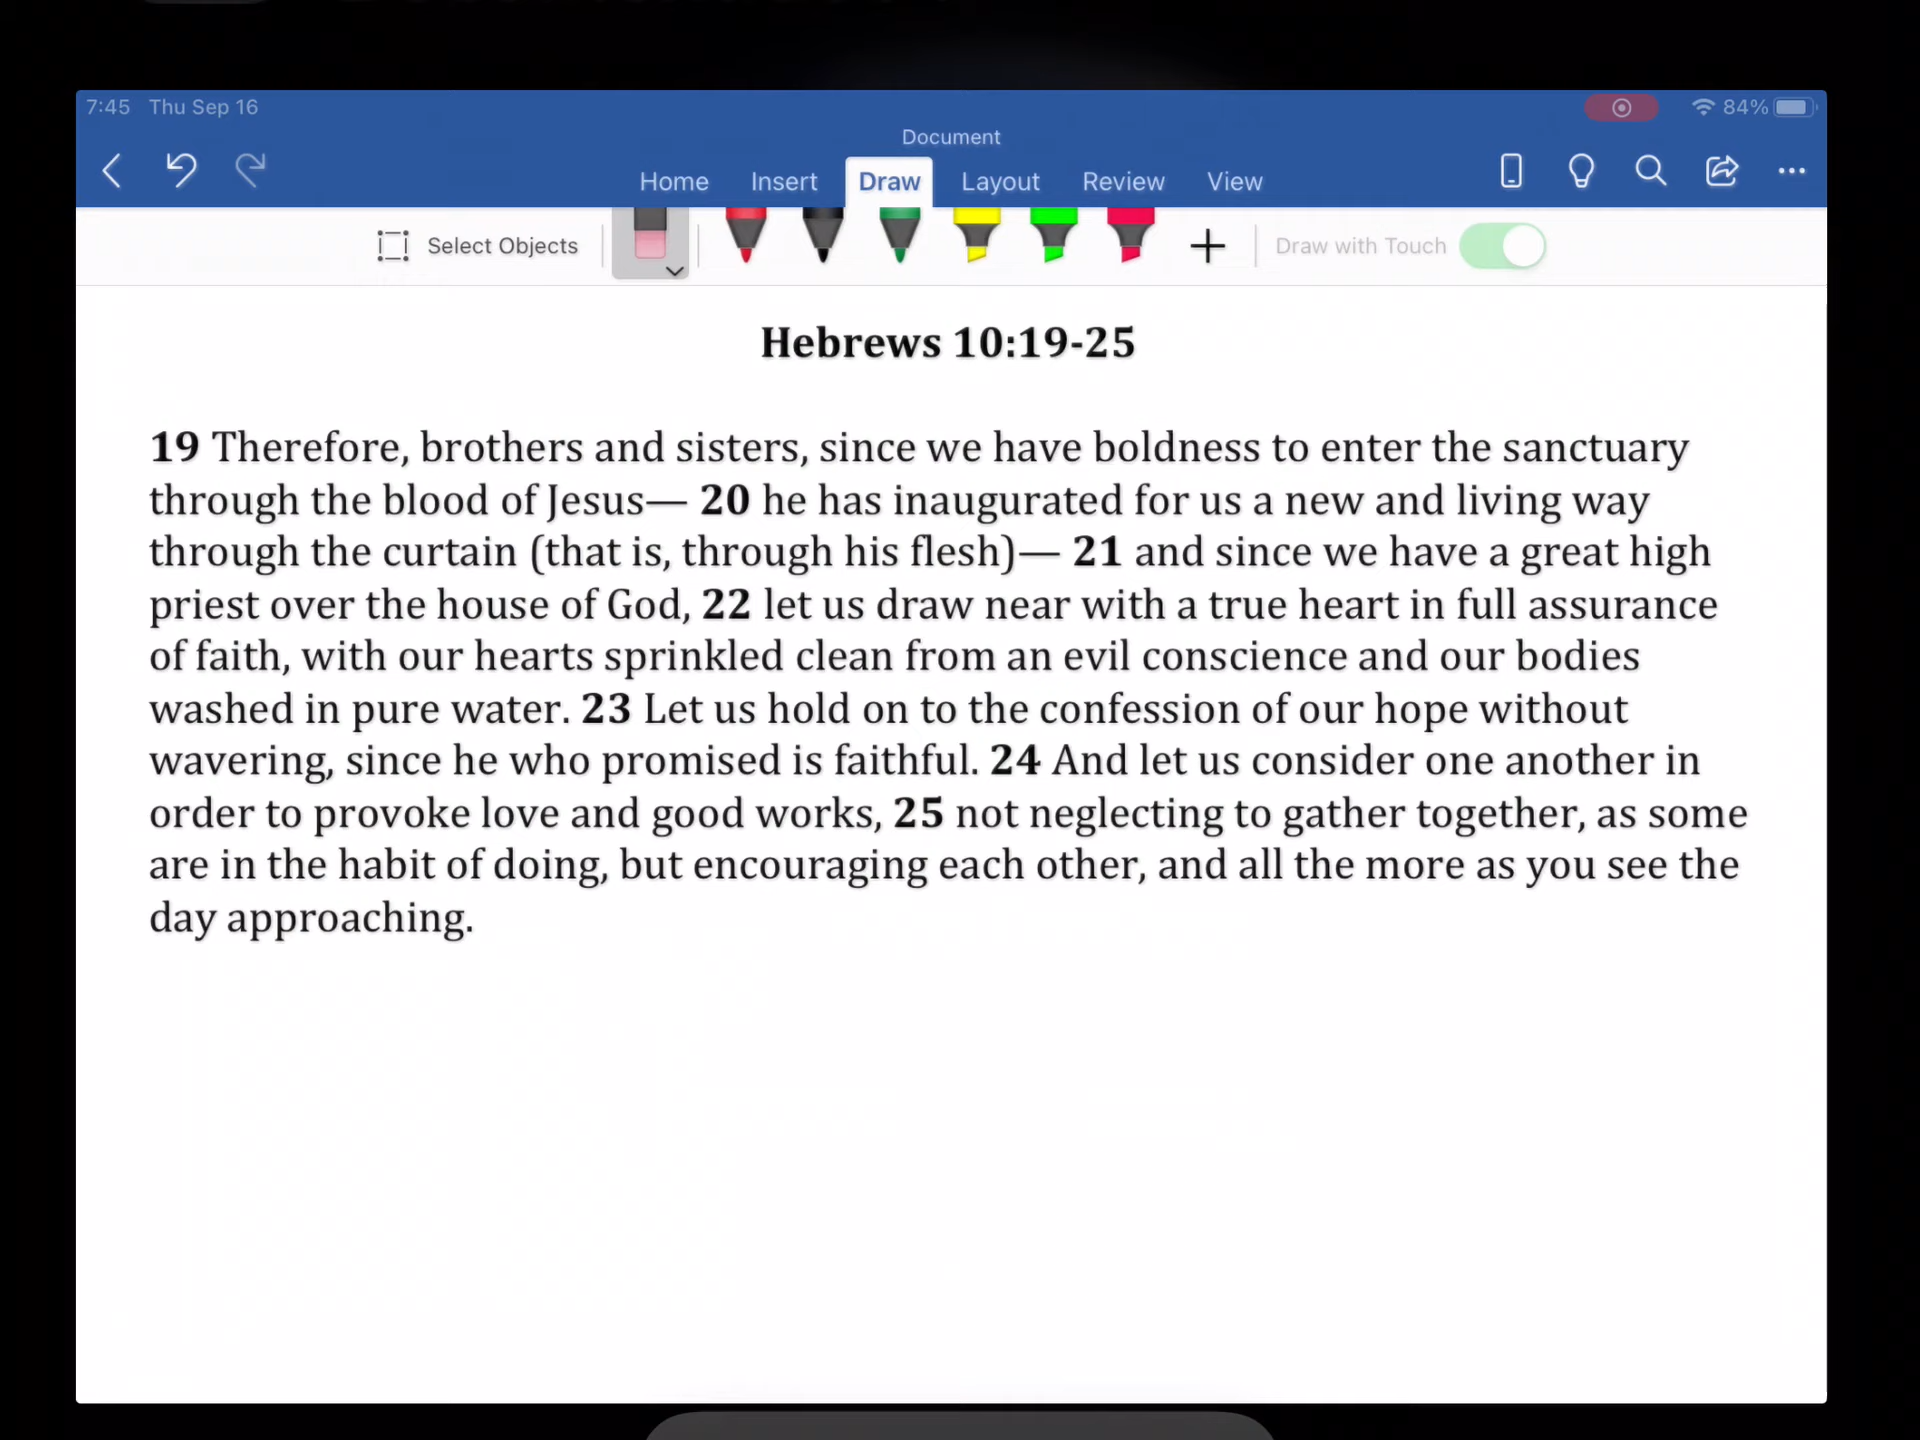 7:45 Thu Sep 16
84%
Document
Home Insert Draw Layout Review View
Select Objects
Draw with Touch
Hebrews 10:19-25
19 Therefore, brothers and sisters, since we have boldness to enter the sanctuary
through the blood of Jesus— 20 he has inaugurated for us a new and living way
through the curtain (that is, through his flesh)— 21 and since we have a great high
priest over the house of God, 22 let us draw near with a true heart in full assurance
of faith, with our hearts sprinkled clean from an evil conscience and our bodies
washed in pure water. 23 Let us hold on to the confession of our hope without
wavering, since he who promised is faithful. 24 And let us consider one another in
order to provoke love and good works, 25 not neglecting to gather together, as some
are in the habit of doing, but encouraging each other, and all the more as you see the
day approaching.